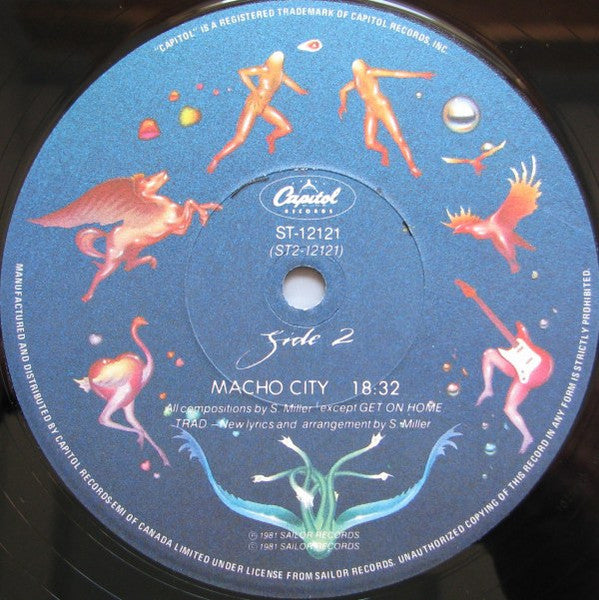 "CAPITOL" IS A REGISTERED TRADEMARK OF CAPITOL RECORDS, INC.
Capitol
RECORDS
ST-12121
(ST2-12121)
Side 2
MACHO CITY 18:32
All compositions by S. Miller except GET ON HOME
TRAD - New lyrics and arrangement by S. Miller
℗ 1981 SAILOR RECORDS
© 1981 SAILOR RECORDS
MANUFACTURED AND DISTRIBUTED BY CAPITOL RECORDS-EMI OF CANADA LIMITED UNDER LICENSE FROM SAILOR RECORDS. UNAUTHORIZED COPYING OF THIS RECORD IN ANY FORM IS STRICTLY PROHIBITED.